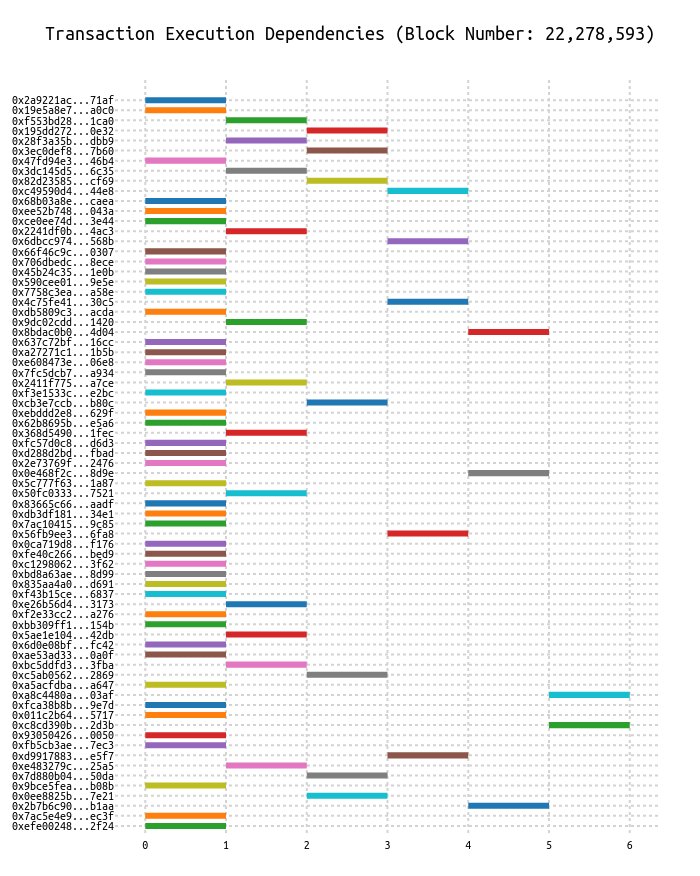 Transaction Execution Dependencies (Block Number: 22,278,593)
0x2a9221ac...71af
0x19e5a8e7...a0c0
0xf553bd28...1ca0
0x195dd272...0e32
0x28f3a35b...dbb9
0x3ec0def8...7b60
0x47fd94e3...46b4
0x3dc145d5...6c35
0x82d23585...cf69
0xc49590d4...44e8
0x68b03a8e...caea
0xee52b748...043a
0xce0ee74d...3e44
0x2241df0b...4ac3
0x6dbcc974...568b
0x66f46c9c...0307
0x706dbedc...8ece
0x45b24c35...1e0b
0x590cee01...9e5e
0x7758c3ea...a58e
0x4c75fe41...30c5
0xdb5809c3...acda
0x9dc02cdd...1420
0x8bdac0b0...4d04
0x637c72bf...16cc
0xa27271c1...1b5b
0xe608473e...06e8
0x7fc5dcb7...a934
0x2411f775...a7ce
0xf3e1533c...e2bc
0xcb3e7ccb...b80c
0xebddd2e8...629f
0x62b8695b...e5a6
0x368d5490...1fec
0xfc57d0c8...d6d3
0xd288d2bd...fbad
0x2e73769f...2476
0x0e468f2c...8d9e
0x5c777f63...1a87
0x50fc0333...7521
0x83665c66...aadf
0xdb3df181...34e1
0x7ac10415...9c85
0x56fb9ee3...6fa8
0x0ca719d8...f176
0xfe40c266...bed9
0xc1298062...3f62
0xbd8a63ae...8d99
0x835aa4a0...d691
0xf43b15ce...6837
0xe26b56d4...3173
0xf2e33cc2...a276
0xbb309ff1...154b
0x5ae1e104...42db
0x6d0e08bf...fc42
0xae53ad33...0a0f
0xbc5ddfd3...3fba
0xc5ab0562...2869
0xa5acfdba...a647
0xa8c4480a...03af
0xfca38b8b...9e7d
0x011c2b64...5717
0xc8cd390b...2d3b
0x93050426...0050
0xfb5cb3ae...7ec3
0xd9917883...e5f7
0xe483279c...25a5
0x7d880b04...50da
0x9bce5fea...b08b
0x0ee8825b...7e21
0x2b7b6c90...b1aa
0x7ac5e4e9...ec3f
0xefe00248...2f24
0 1 2 3 4 5 6